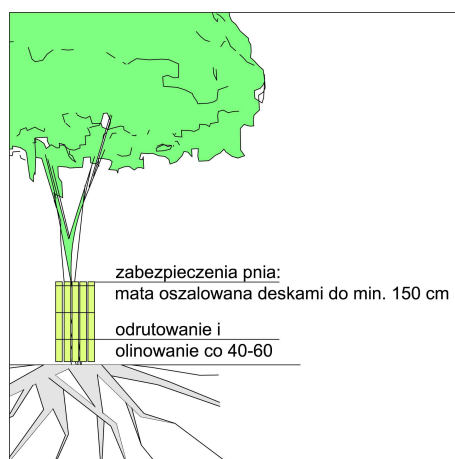 zabezpieczenia pnia:
mata oszalowana deskami do min. 150 cm
odrutowanie i
olinowanie co 40-60